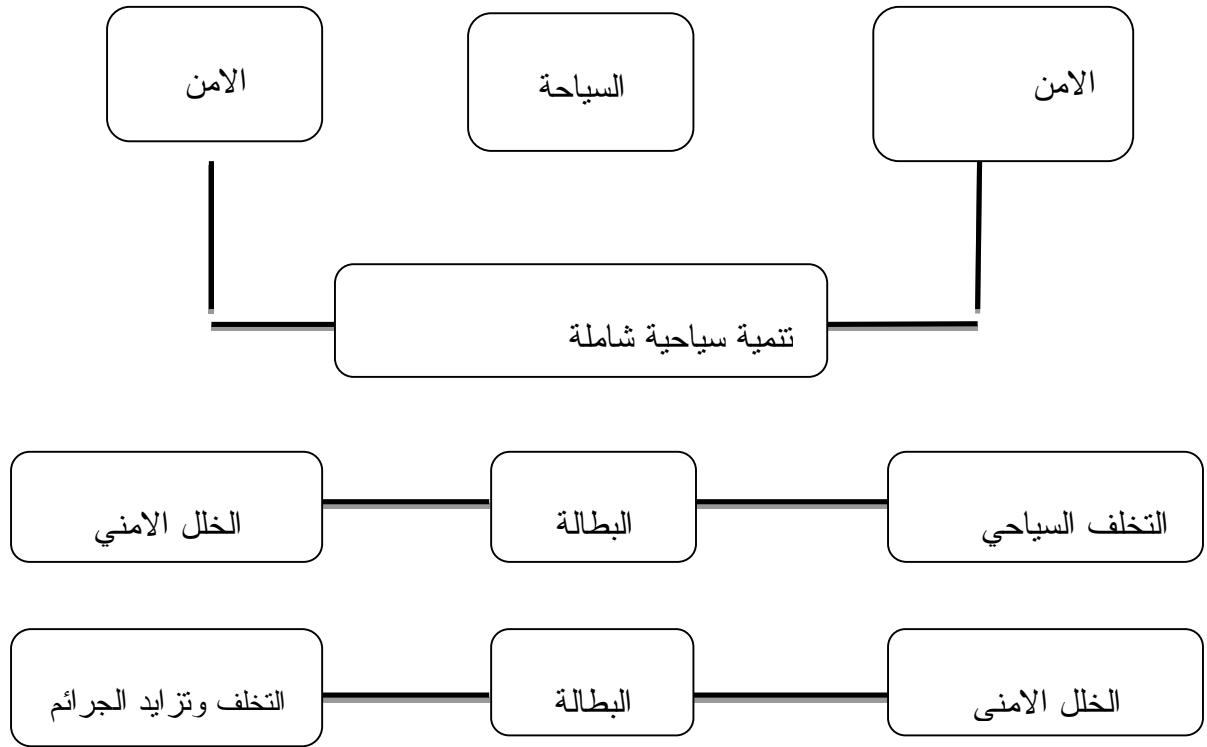 الامن
السياحة
الامن
تنمية سياحية شاملة
التخلف السياحي
البطالة
الخلل الامني
الخلل الامنى
البطالة
التخلف وتزايد الجرائم